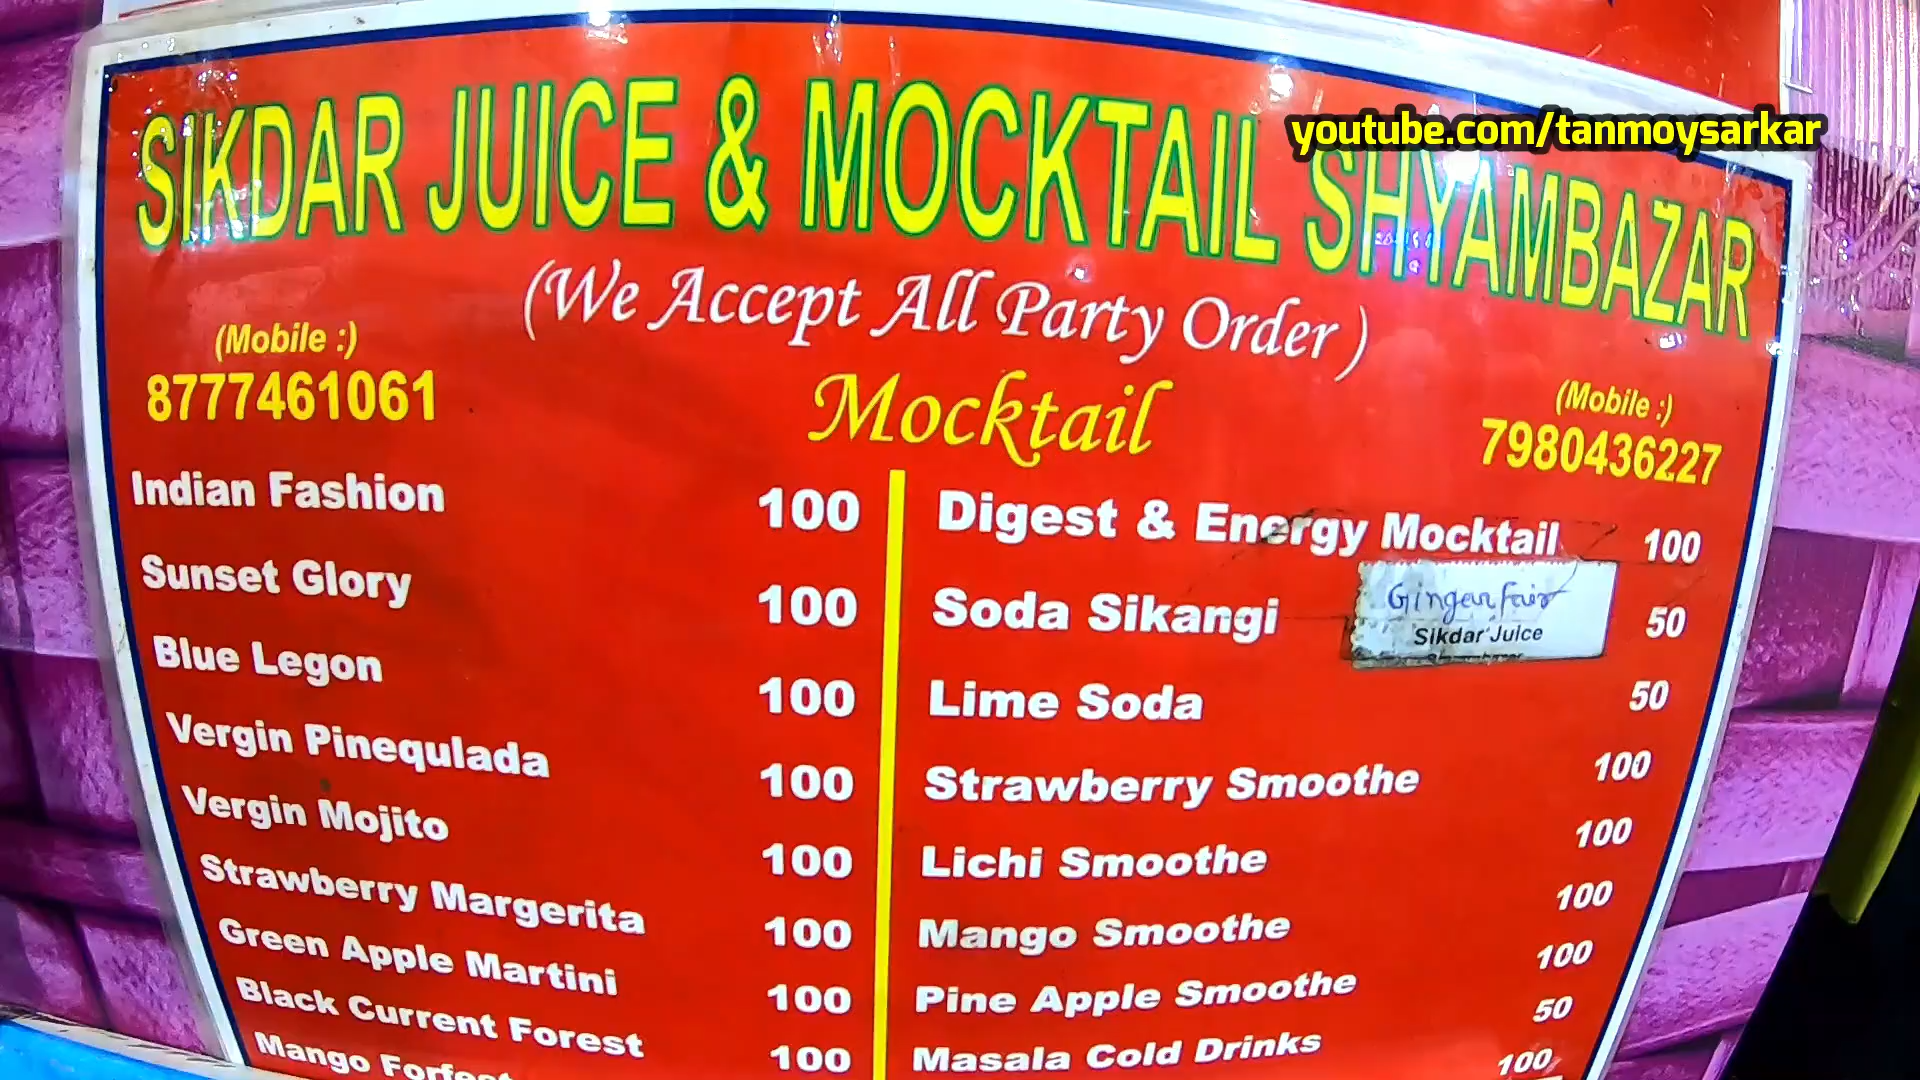 youtube.com/tanmoysarkar
SIKDAR JUICE & MOCKTAIL SHYAMBAZAR
(We Accept All Party Order)
(Mobile :)
8777461061
(Mobile :)
7980436227
Mocktail
Indian Fashion 100
Sunset Glory 100
Blue Legon 100
Vergin Pinequlada 100
Vergin Mojito 100
Strawberry Margerita 100
Green Apple Martini 100
Black Current Forest 100
Mango
Digest & Energy Mocktail 100
Soda Sikangi 50
Sikdar Juice
Lime Soda 50
Strawberry Smoothe 100
Lichi Smoothe 100
Mango Smoothe 100
Pine Apple Smoothe 100
Masala Cold Drinks 50
100